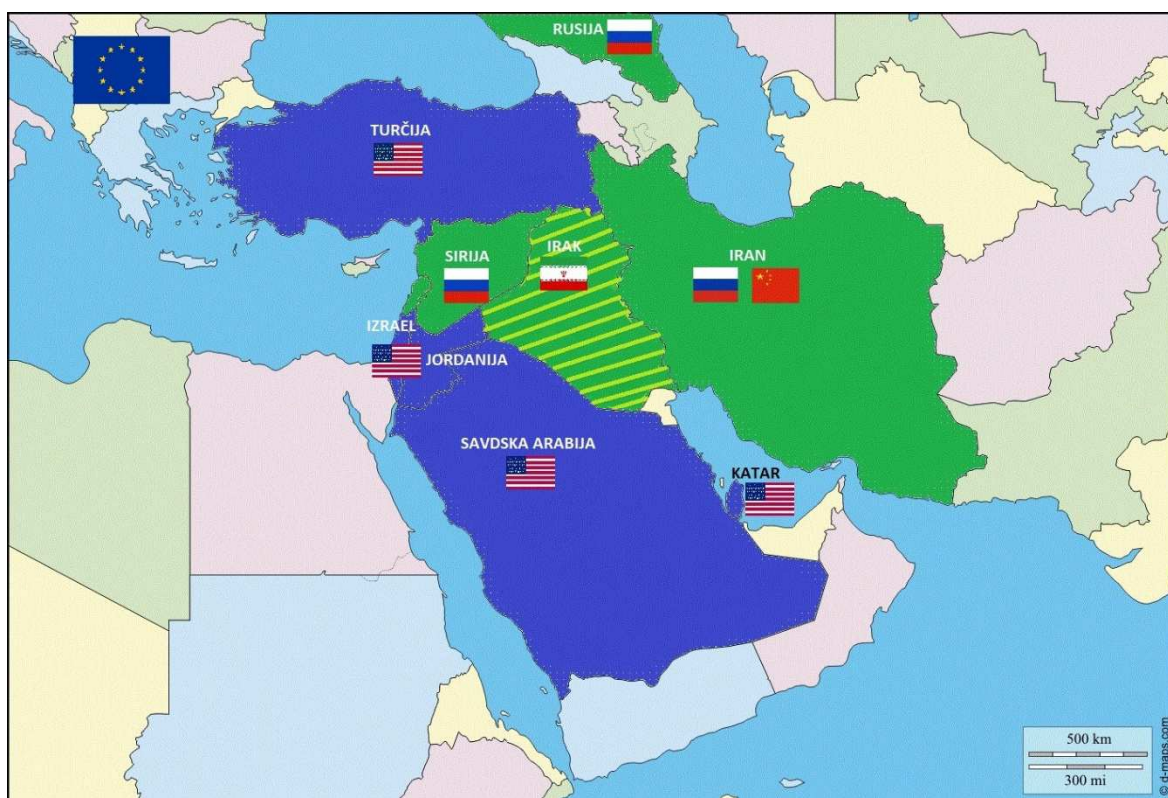 RUSIJA
TURČIJA
SIRIJA
IRAK
IRAN
IZRAEL
JORDANIJA
SAVDSKA ARABIJA
KATAR
500 km
300 mi
© d-maps.com